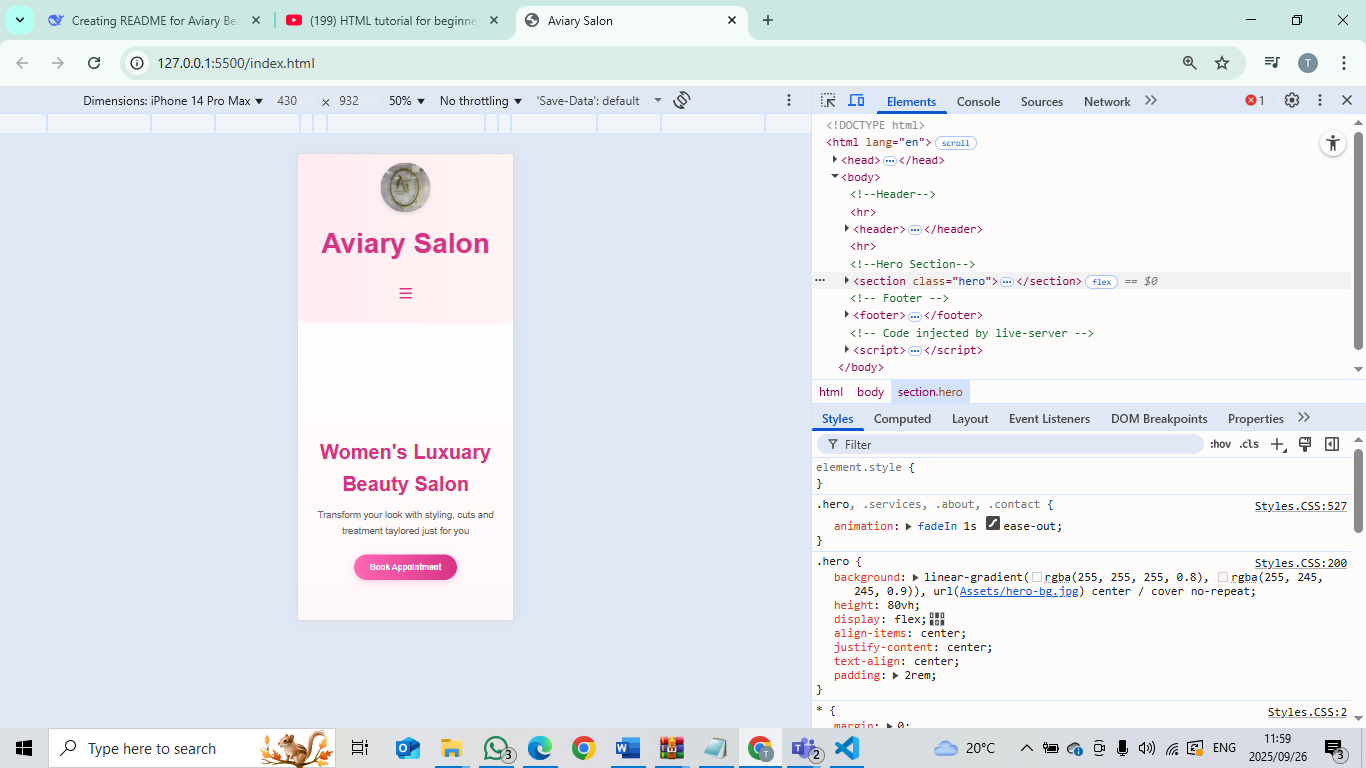 Creating README for Aviary Bea
(199) HTML tutorial for beginne
Aviary Salon
127.0.0.1:5500/index.html
T
Dimensions: iPhone 14 Pro Max 430 × 932 50% No throttling 'Save-Data': default
Elements Console Sources Network 1
Aviary Salon
Women's Luxuary
Beauty Salon
Transform your look with styling, cuts and
treatment taylored just for you
Book Appointment
<!DOCTYPE html>
<html lang="en"> scroll
<head> … </head>
<body>
<!--Header-->
<hr>
<header> … </header>
<hr>
<!--Hero Section-->
… <section class="hero"> … </section> flex == $0
<!-- Footer -->
<footer> … </footer>
<!-- Code injected by live-server -->
<script> … </script>
</body>
html body section.hero
Styles Computed Layout Event Listeners DOM Breakpoints Properties
Filter :hov .cls
element.style {
}
.hero, .services, .about, .contact { Styles.CSS:527
animation: fadeIn 1s ease-out;
}
.hero { Styles.CSS:200
background: linear-gradient( rgba(255, 255, 255, 0.8), rgba(255, 245,
245, 0.9)), url(Assets/hero-bg.jpg) center / cover no-repeat;
height: 80vh;
display: flex;
align-items: center;
justify-content: center;
text-align: center;
padding: 2rem;
}
* { Styles.CSS:2
margin: 0;
Type here to search
3
T
2
20°C
ENG
11:59
2025/09/26
3